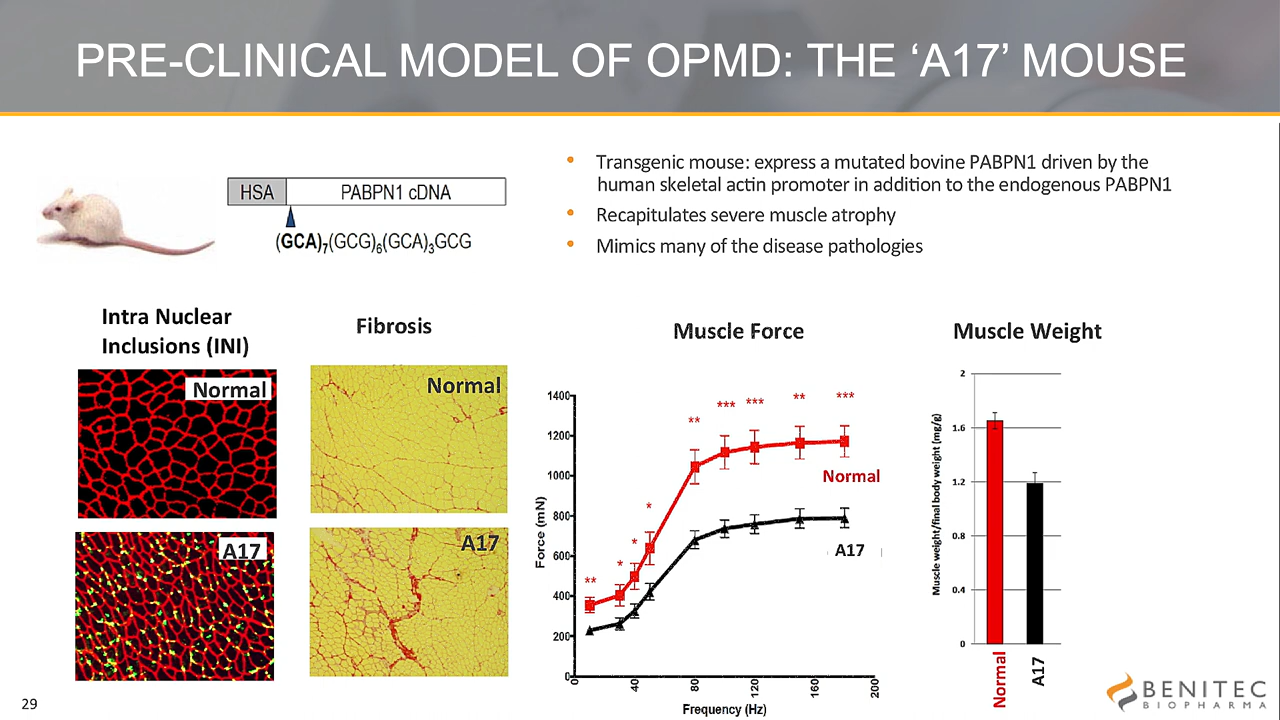 PRE-CLINICAL MODEL OF OPMD: THE ‘A17’ MOUSE
HSA
PABPN1 cDNA
(GCA)7(GCG)6(GCA)3GCG
• Transgenic mouse: express a mutated bovine PABPN1 driven by the
human skeletal actin promoter in addition to the endogenous PABPN1
• Recapitulates severe muscle atrophy
• Mimics many of the disease pathologies
Intra Nuclear
Inclusions (INI)
Normal
A17
Fibrosis
Normal
A17
Muscle Force
Force (mN)
1400
1200
1000
800
600
400
200
0
** * * * ** *** *** ** ***
Normal
A17
0 40 80 120 160 200
Frequency (Hz)
Muscle Weight
Muscle weight/final body weight (mg/g)
2
1.6
1.2
0.8
0.4
0
Normal
A17
29
BENITEC
BIOPHARMA